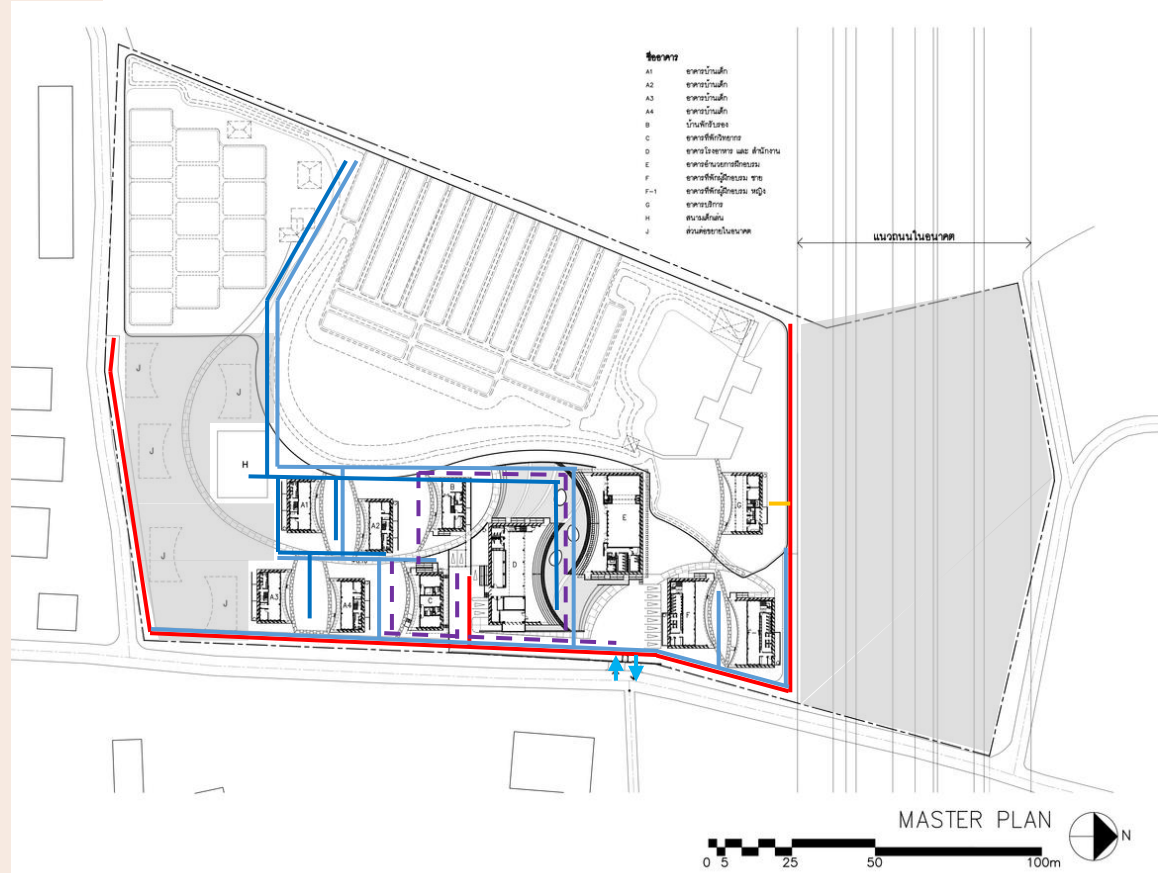 ชื่ออาคาร
A1 อาคารบ้านเด็ก
A2 อาคารบ้านเด็ก
A3 อาคารบ้านเด็ก
A4 อาคารบ้านเด็ก
B บ้านพักรับรอง
C อาคารที่พักวิทยากร
D อาคารโรงอาหาร และ สำนักงาน
E อาคารอำนวยการฝึกอบรม
F อาคารที่พักผู้ฝึกอบรม ชาย
F-1 อาคารที่พักผู้ฝึกอบรม หญิง
G อาคารบริการ
H สนามเด็กเล่น
J ส่วนต่อขยายในอนาคต
แนวถนนในอนาคต
J
J
J
H
A1
A2
B
E
G
J
J
A3
A4
C
D
F
MASTER PLAN
N
0 5 25 50 100m